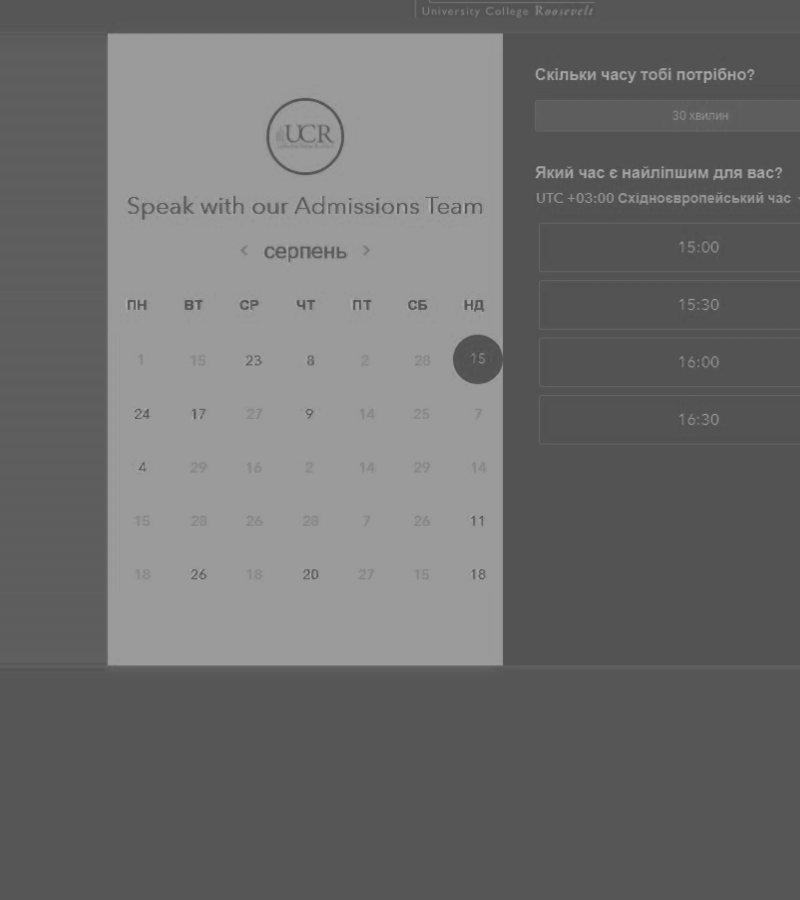 University College Roosevelt
UCR
Speak with our Admissions Team
< серпень >
ПН ВТ СР ЧТ ПТ СБ НД
1 15 23 8 2 28 15
24 17 27 9 14 25 7
4 29 16 2 14 29 14
15 28 26 28 7 26 11
18 26 18 20 27 15 18
Скільки часу тобі потрібно?
30 хвилин
Який час є найліпшим для вас?
UTC +03:00 Східноєвропейський час
15:00
15:30
16:00
16:30